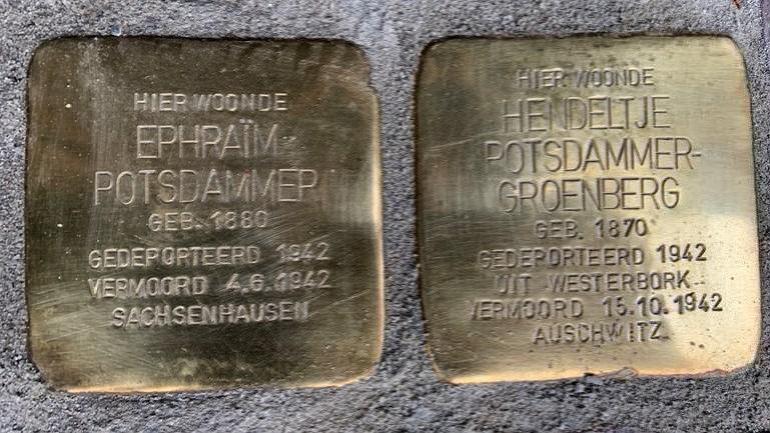 HIER WOONDE
EPHRAÏM
POTSDAMMER
GEB. 1880
GEDEPORTEERD 1942
VERMOORD 4.6.1942
SACHSENHAUSEN
HIER WOONDE
HENDELTJE
POTSDAMMER-
GROENBERG
GEB. 1870
GEDEPORTEERD 1942
UIT WESTERBORK
VERMOORD 15.10.1942
AUSCHWITZ